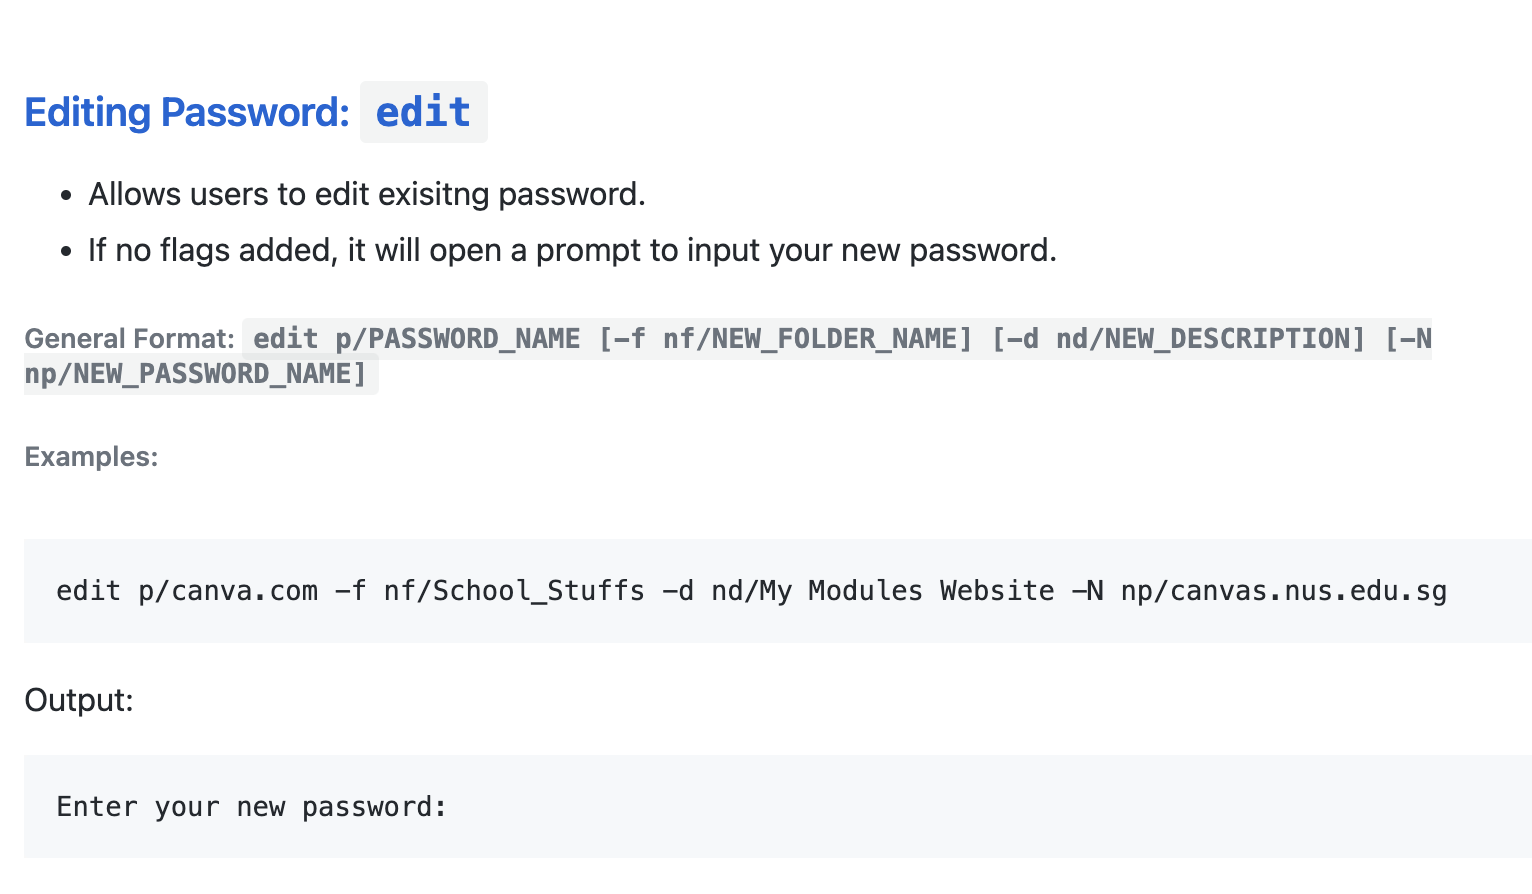 Editing Password: edit
Allows users to edit exisitng password.
If no flags added, it will open a prompt to input your new password.
General Format: edit p/PASSWORD_NAME [-f nf/NEW_FOLDER_NAME] [-d nd/NEW_DESCRIPTION] [-N
np/NEW_PASSWORD_NAME]
Examples:
edit p/canva.com -f nf/School_Stuffs -d nd/My Modules Website -N np/canvas.nus.edu.sg
Output:
Enter your new password: